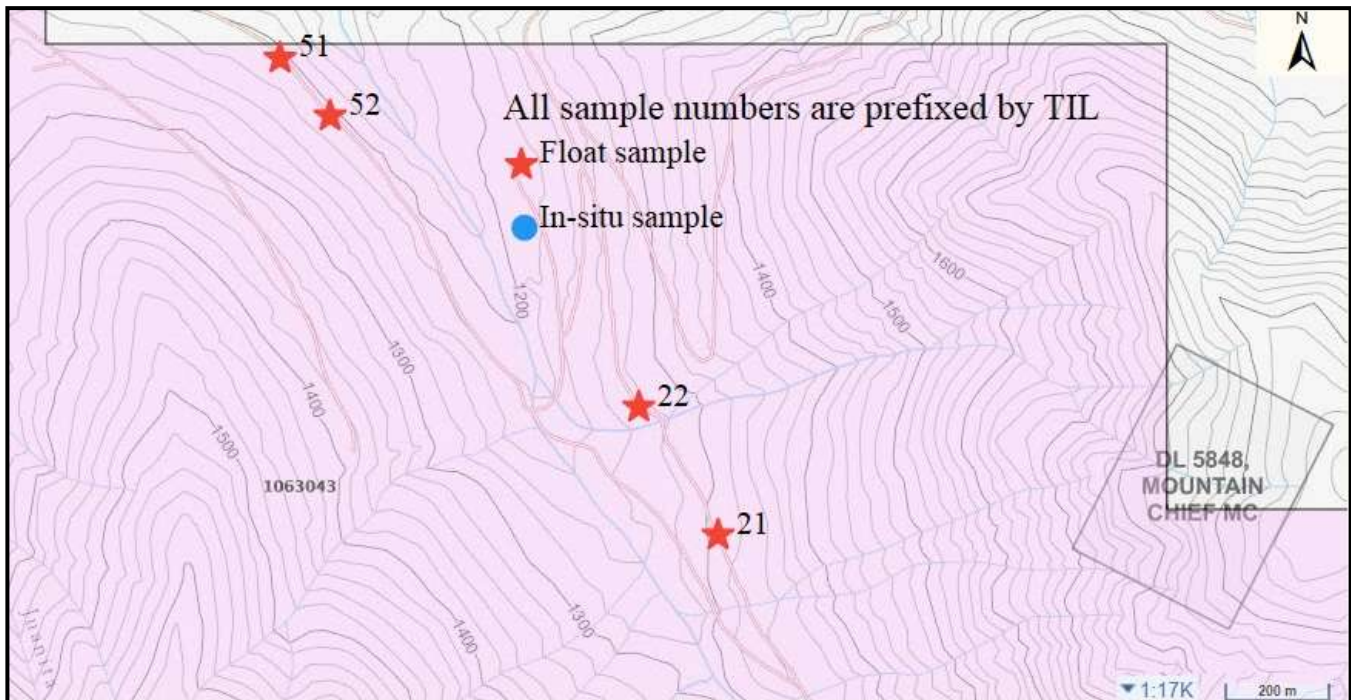 N
51
52
All sample numbers are prefixed by TIL
Float sample
In-situ sample
1600
1400
1200
1500
1300
1400
22
1500
DL 5848,
MOUNTAIN
CHIEF MC
1063043
21
1300
1400
Juanita
1:17K
200 m